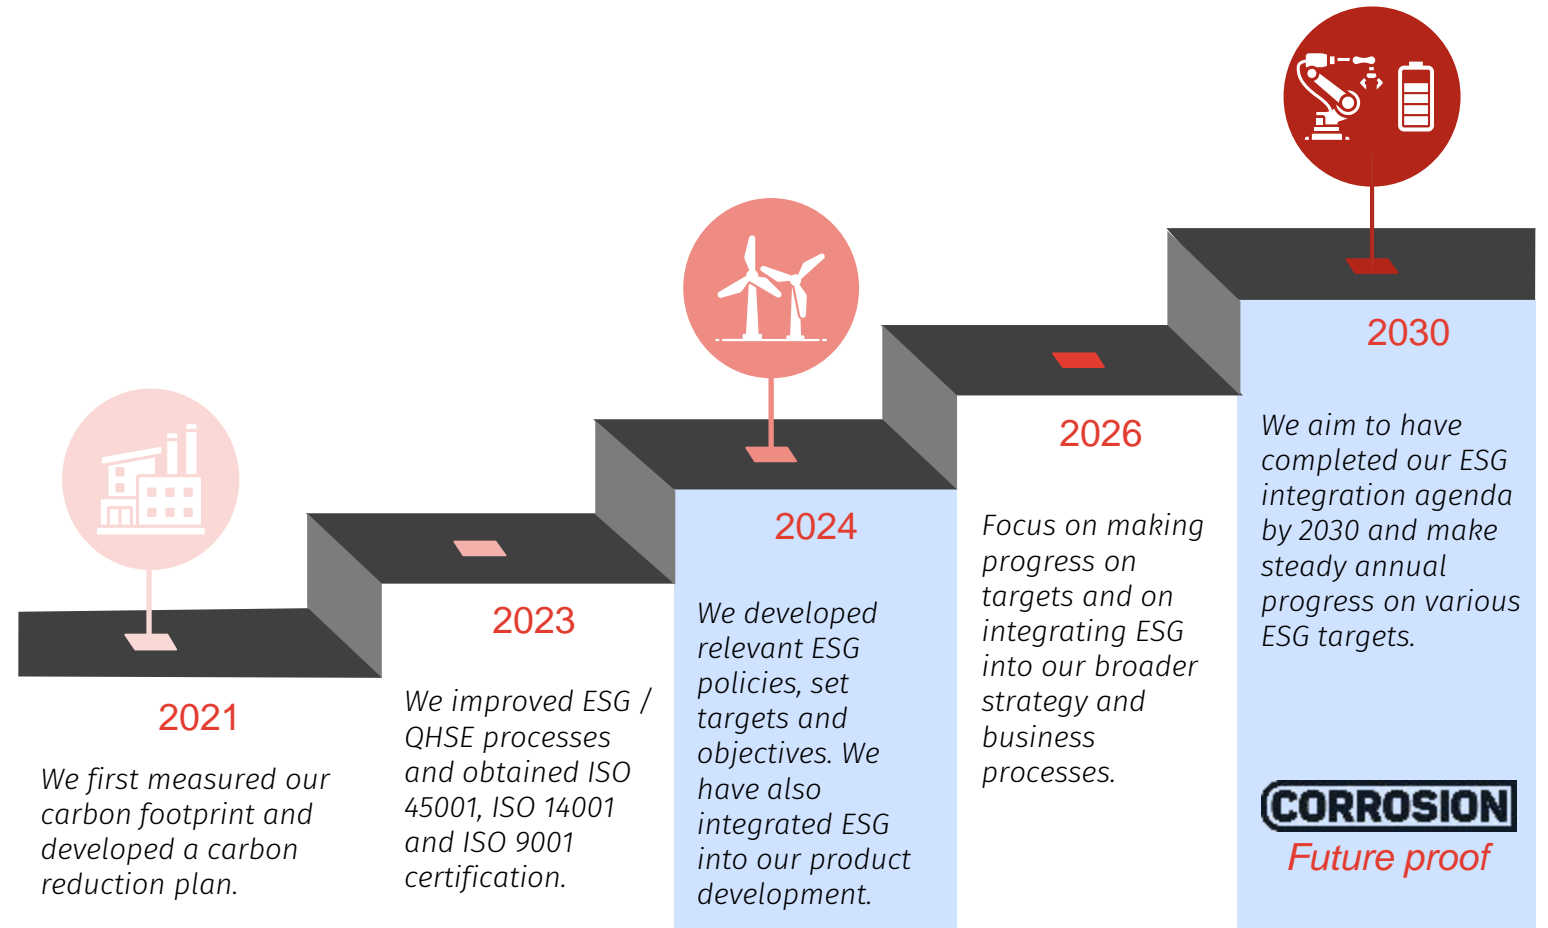 2021
We first measured our
carbon footprint and
developed a carbon
reduction plan.
2023
We improved ESG /
QHSE processes
and obtained ISO
45001, ISO 14001
and ISO 9001
certification.
2024
We developed
relevant ESG
policies, set
targets and
objectives. We
have also
integrated ESG
into our product
development.
2026
Focus on making
progress on
targets and on
integrating ESG
into our broader
strategy and
business
processes.
2030
We aim to have
completed our ESG
integration agenda
by 2030 and make
steady annual
progress on various
ESG targets.
CORROSION
Future proof